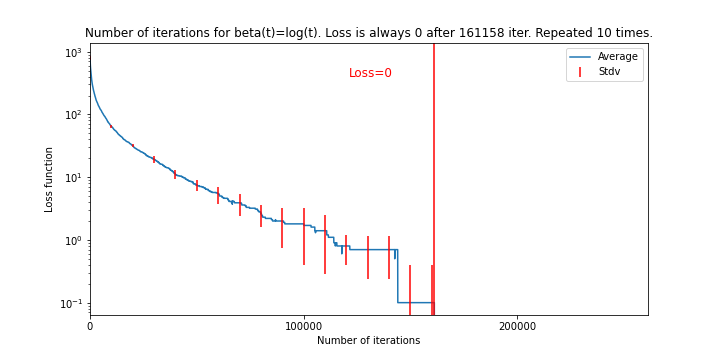 Number of iterations for beta(t)=log(t). Loss is always 0 after 161158 iter. Repeated 10 times.
10³
10²
10¹
10⁰
10⁻¹
Loss function
Loss=0
Average
Stdv
0
100000
200000
Number of iterations